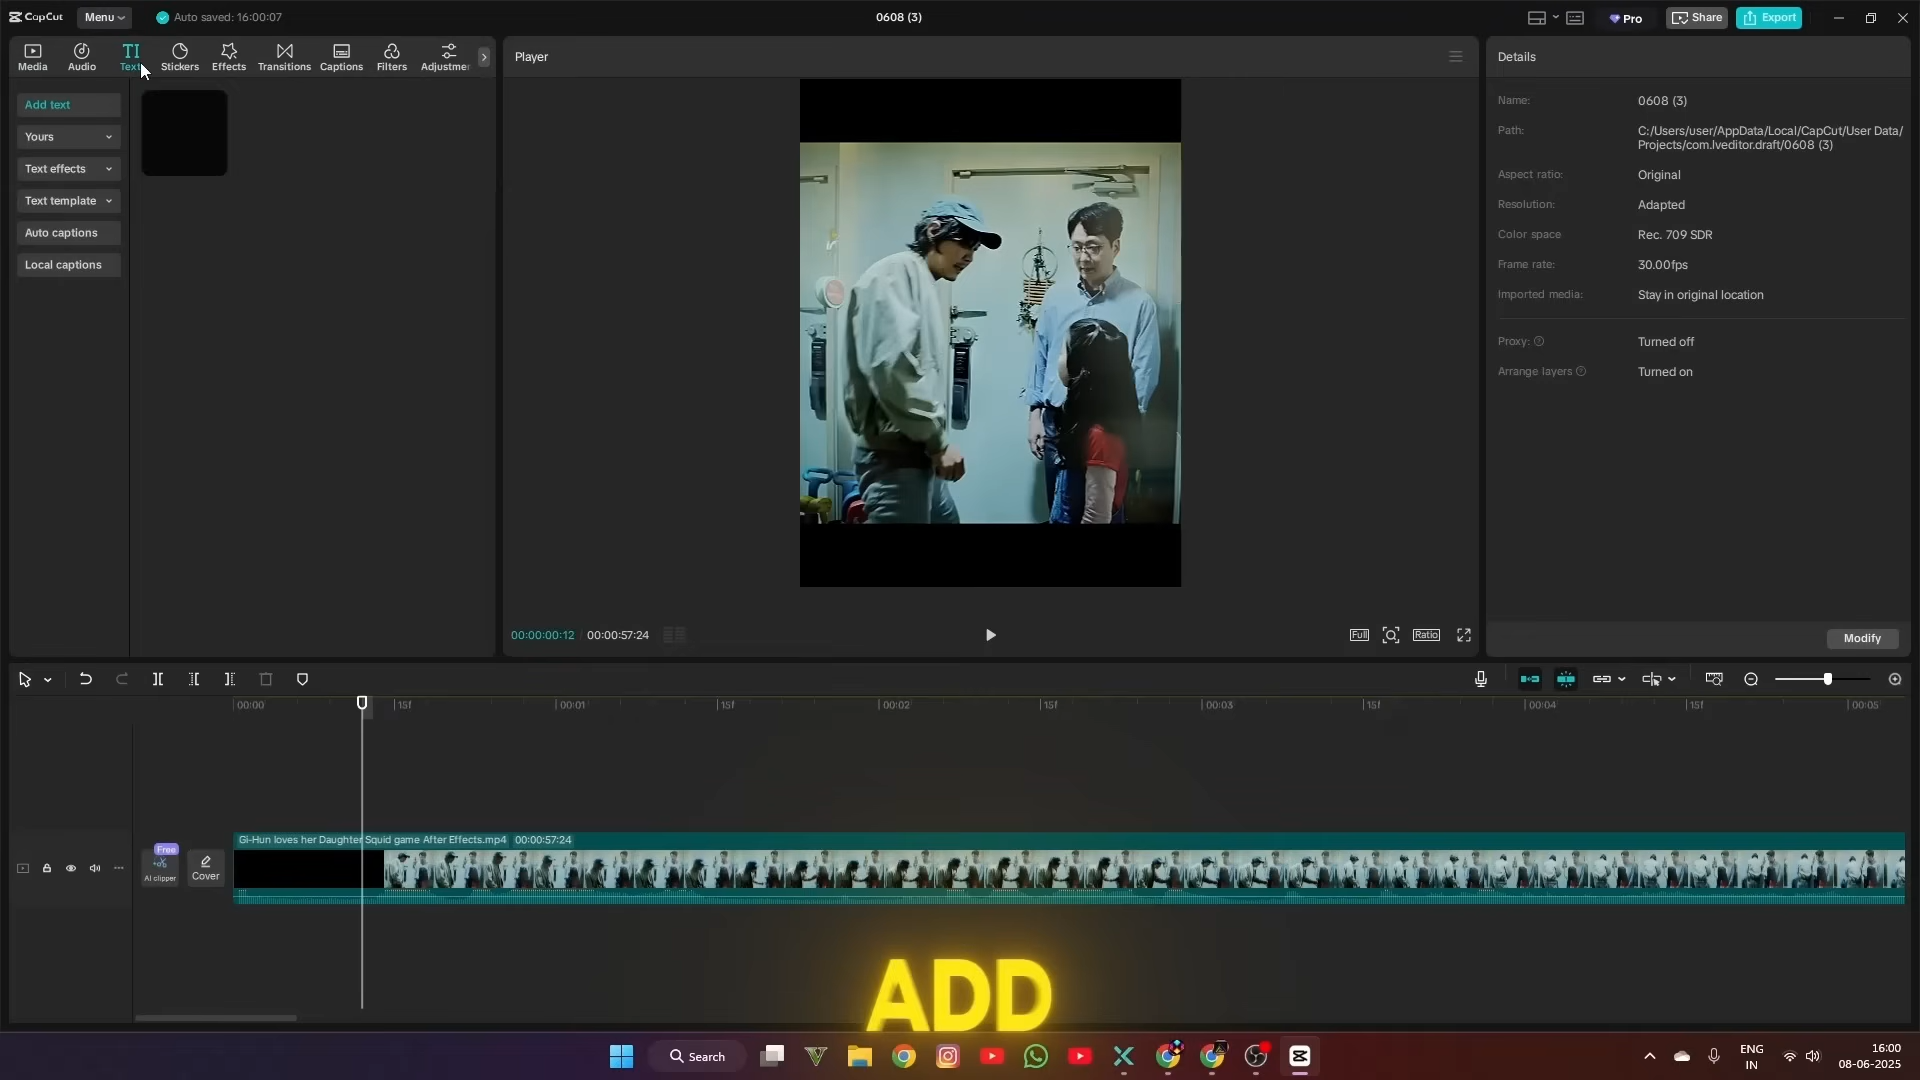 CapCut
Menu
Auto saved: 16:00:07
0608 (3)
Pro
Share
Export
Media
Audio
Text
Stickers
Effects
Transitions
Captions
Filters
Adjustme
Player
Details
Add text
Yours
Text effects
Text template
Auto captions
Local captions
Name:
0608 (3)
Path:
C:/Users/user/AppData/Local/CapCut/User Data/
Projects/com.lveditor.draft/0608 (3)
Aspect ratio:
Original
Resolution:
Adapted
Color space
Rec. 709 SDR
Frame rate:
30.00fps
Imported media:
Stay in original location
Proxy:
Turned off
Arrange layers
Turned on
Modify
00:00:00:12 / 00:00:57:24
Full
Ratio
00:00
15f
00:01
15f
00:02
15f
00:03
15f
00:04
15f
00:05
Gi-Hun loves her Daughter Squid game After Effects.mp4 00:00:57:24
Free
AI clipper
Cover
ADD
Search
ENG
IN
16:00
08-06-2025